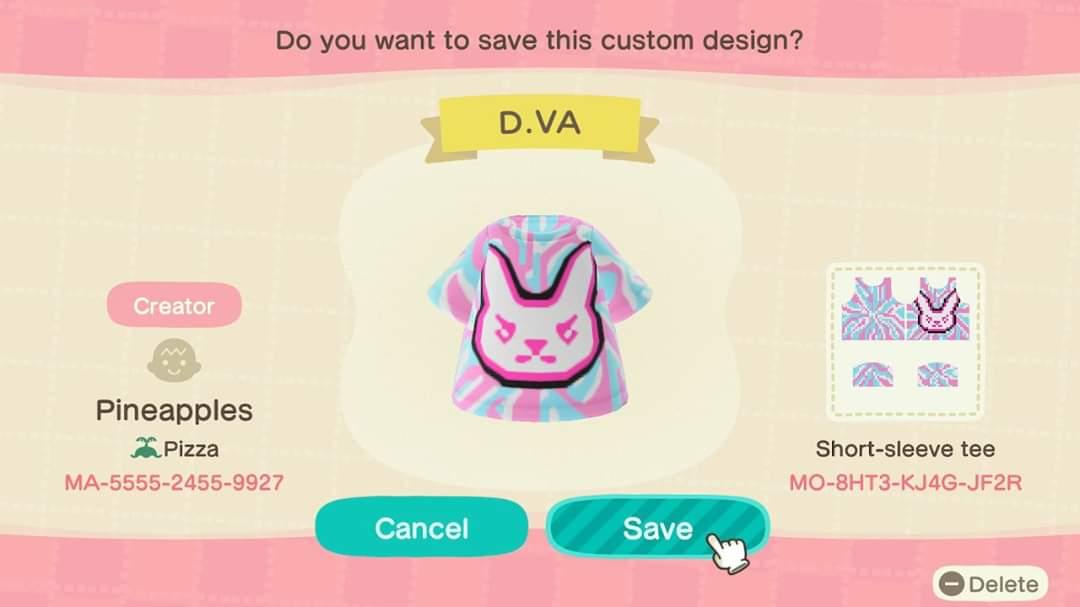 Do you want to save this custom design?
D.VA
Creator
Pineapples
Pizza
MA-5555-2455-9927
Short-sleeve tee
MO-8HT3-KJ4G-JF2R
Cancel
Save
Delete